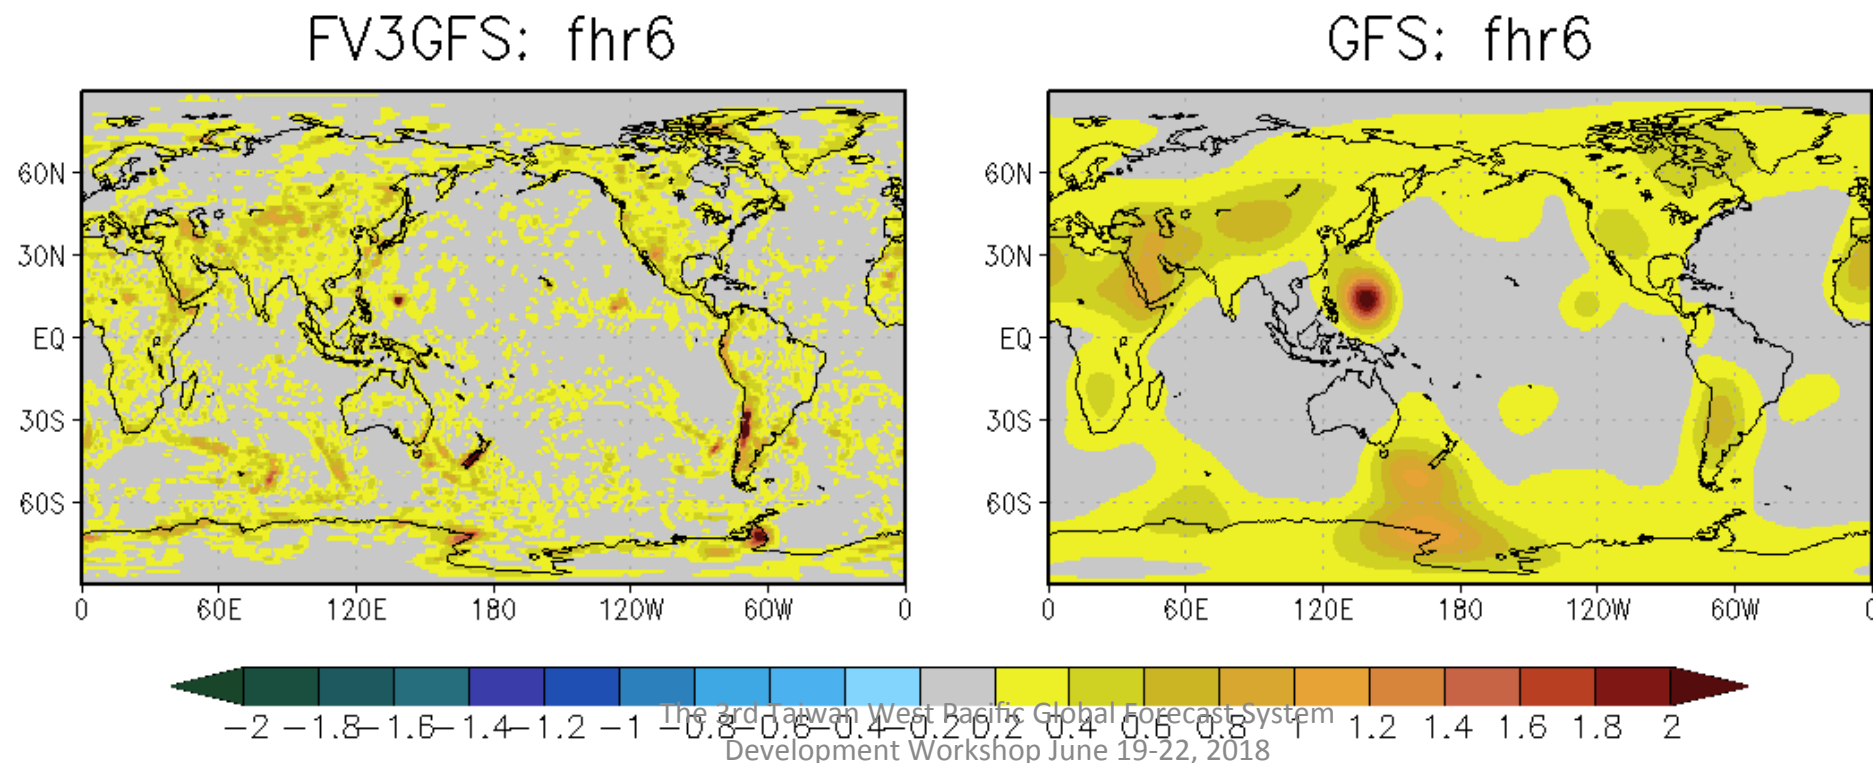 FV3GFS: fhr6
GFS: fhr6
60N
30N
EQ
30S
60S
0 60E 120E 180 120W 60W 0
60N
30N
EQ
30S
60S
0 60E 120E 180 120W 60W 0
-2 -1.8 -1.6 -1.4 -1.2 -1 -0.8 -0.6 -0.4 -0.2 0.2 0.4 0.6 0.8 1 1.2 1.4 1.6 1.8 2
The 3rd Taiwan West Pacific Global Forecast System
Development Workshop June 19-22, 2018